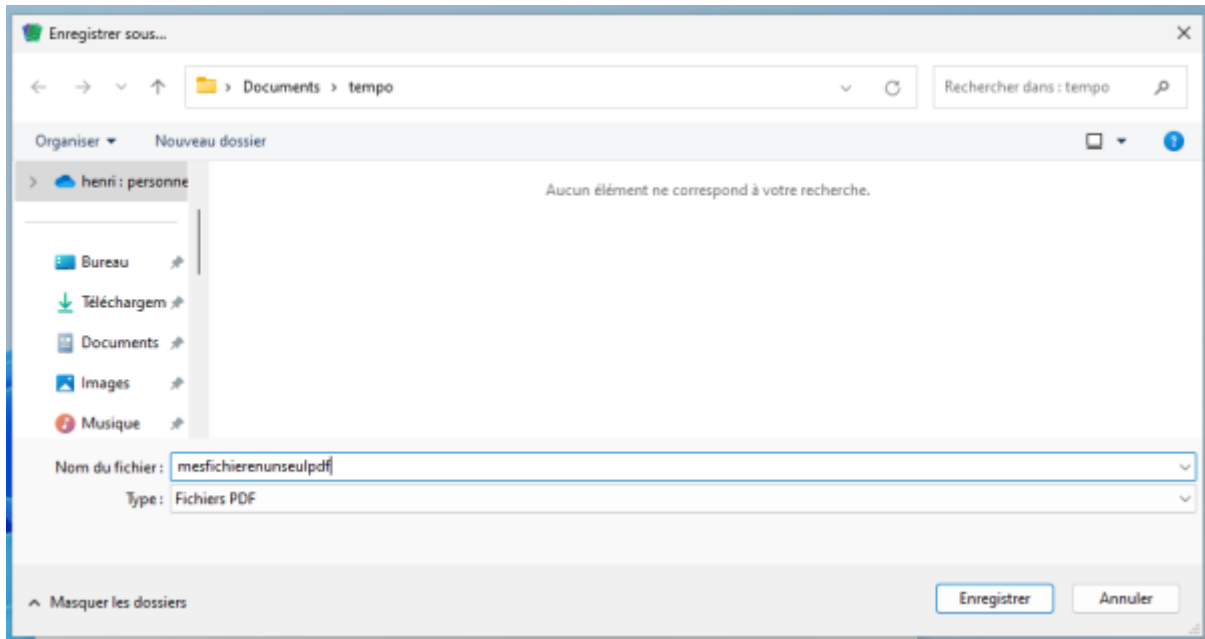 Enregistrer sous...
Documents > tempo
Rechercher dans : tempo
Organiser
Nouveau dossier
henri : personne
Aucun élément ne correspond à votre recherche.
Bureau
Téléchargem
Documents
Images
Musique
Nom du fichier : mesfichierenunseulpdf
Type : Fichiers PDF
Masquer les dossiers
Enregistrer
Annuler